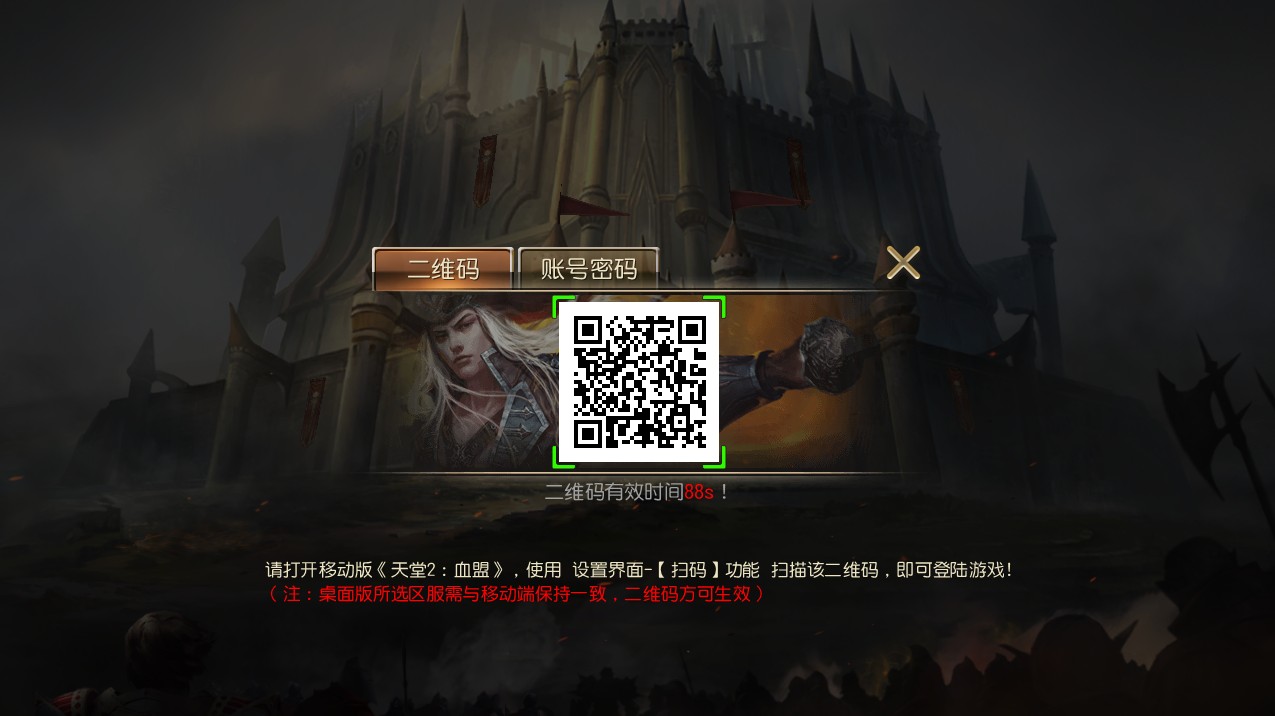 二维码 账号密码
二维码有效时间88s！
请打开移动版《天堂2：血盟》，使用 设置界面-【扫码】功能 扫描该二维码，即可登陆游戏！
（注：桌面版所选区服需与移动端保持一致，二维码方可生效）